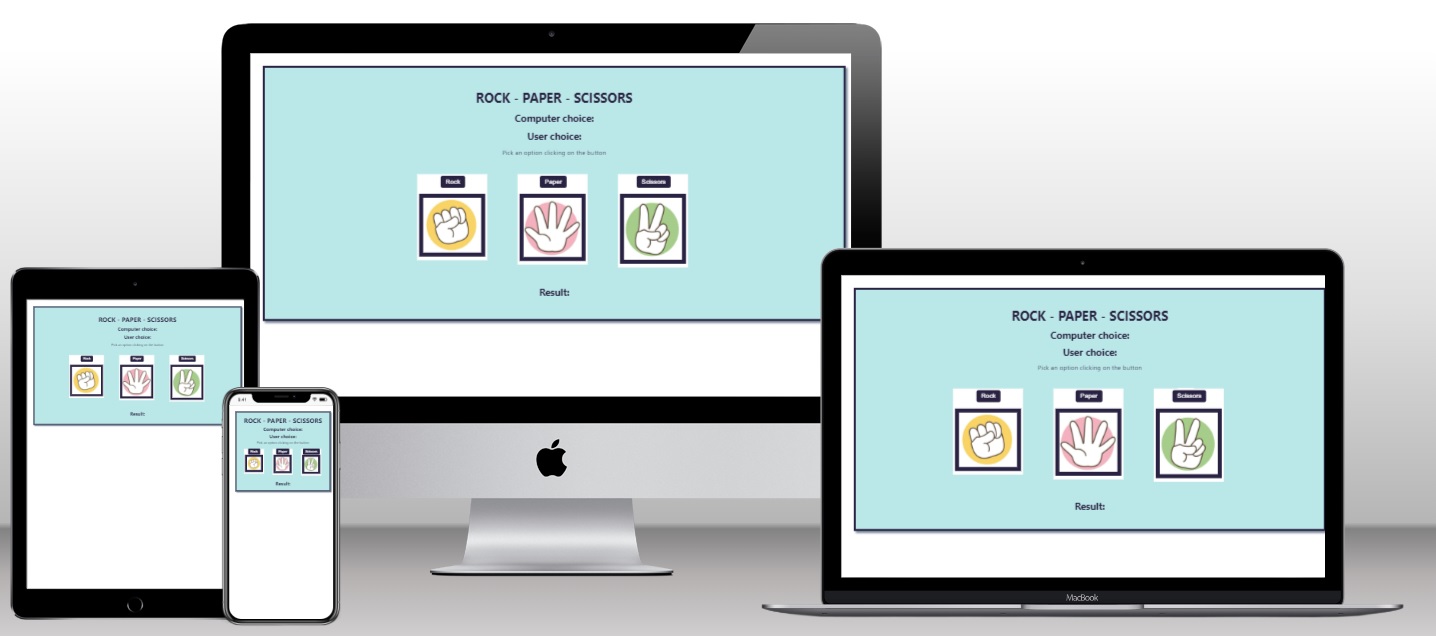 ROCK - PAPER - SCISSORS
Computer choice:
User choice:
Pick an option clicking on the button
Rock Paper Scissors
Result:
ROCK - PAPER - SCISSORS
Computer choice:
User choice:
Pick an option clicking on the button
Rock Paper Scissors
Result:
9:41
ROCK - PAPER - SCISSORS
Computer choice:
User choice:
Pick an option clicking on the button
Rock Paper Scissors
Result:
ROCK - PAPER - SCISSORS
Computer choice:
User choice:
Pick an option clicking on the button
Rock Paper Scissors
Result:
MacBook